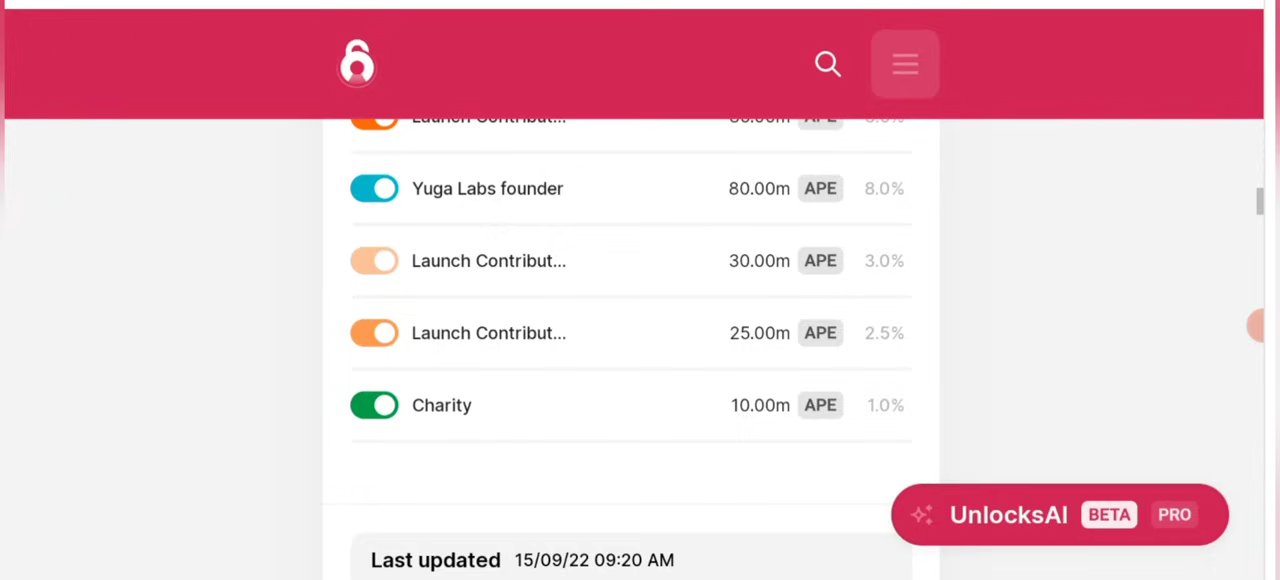 Launch Contribut...
Yuga Labs founder 80.00m APE 8.0%
Launch Contribut... 30.00m APE 3.0%
Launch Contribut... 25.00m APE 2.5%
Charity 10.00m APE 1.0%
UnlocksAI BETA PRO
Last updated 15/09/22 09:20 AM